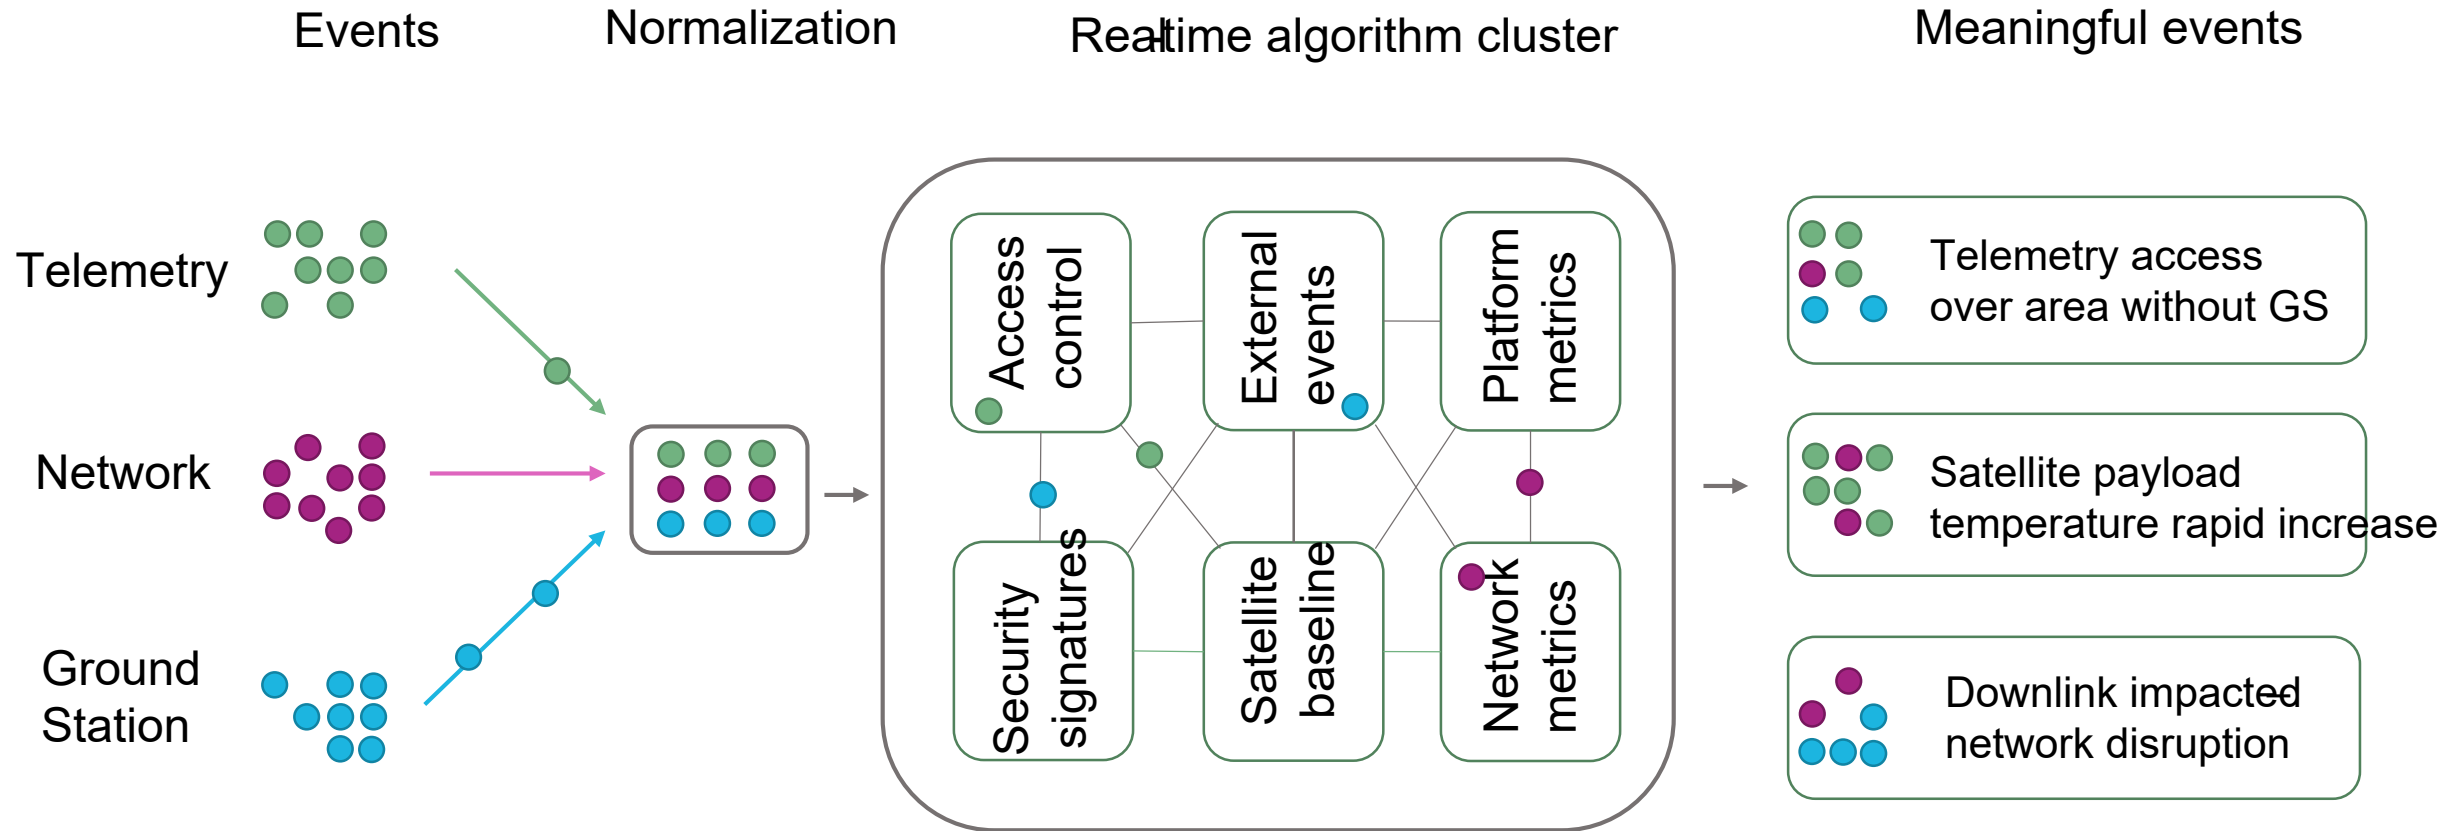 Events
Normalization
Real-time algorithm cluster
Meaningful events
Telemetry
Network
Ground
Station
Access
control
External
events
Platform
metrics
Security
signatures
Satellite
baseline
Network
metrics
Telemetry access
over area without GS
Satellite payload
temperature rapid increase
Downlink impacted –
network disruption